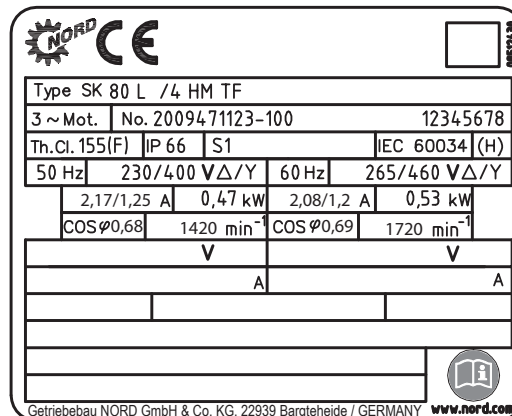 NORD CE
Type SK 80 L /4 HM TF
3 ~ Mot. No. 2009471123-100 12345678
Th.Cl. 155(F) IP 66 S1 IEC 60034 (H)
50 Hz 230/400 V△/Y 60 Hz 265/460 V△/Y
2,17/1,25 A 0,47 kW 2,08/1,2 A 0,53 kW
COSφ0,68 1420 min⁻¹ COSφ0,69 1720 min⁻¹
V V
A A
Getriebebau NORD GmbH & Co. KG, 22939 Bargteheide / GERMANY www.nord.com